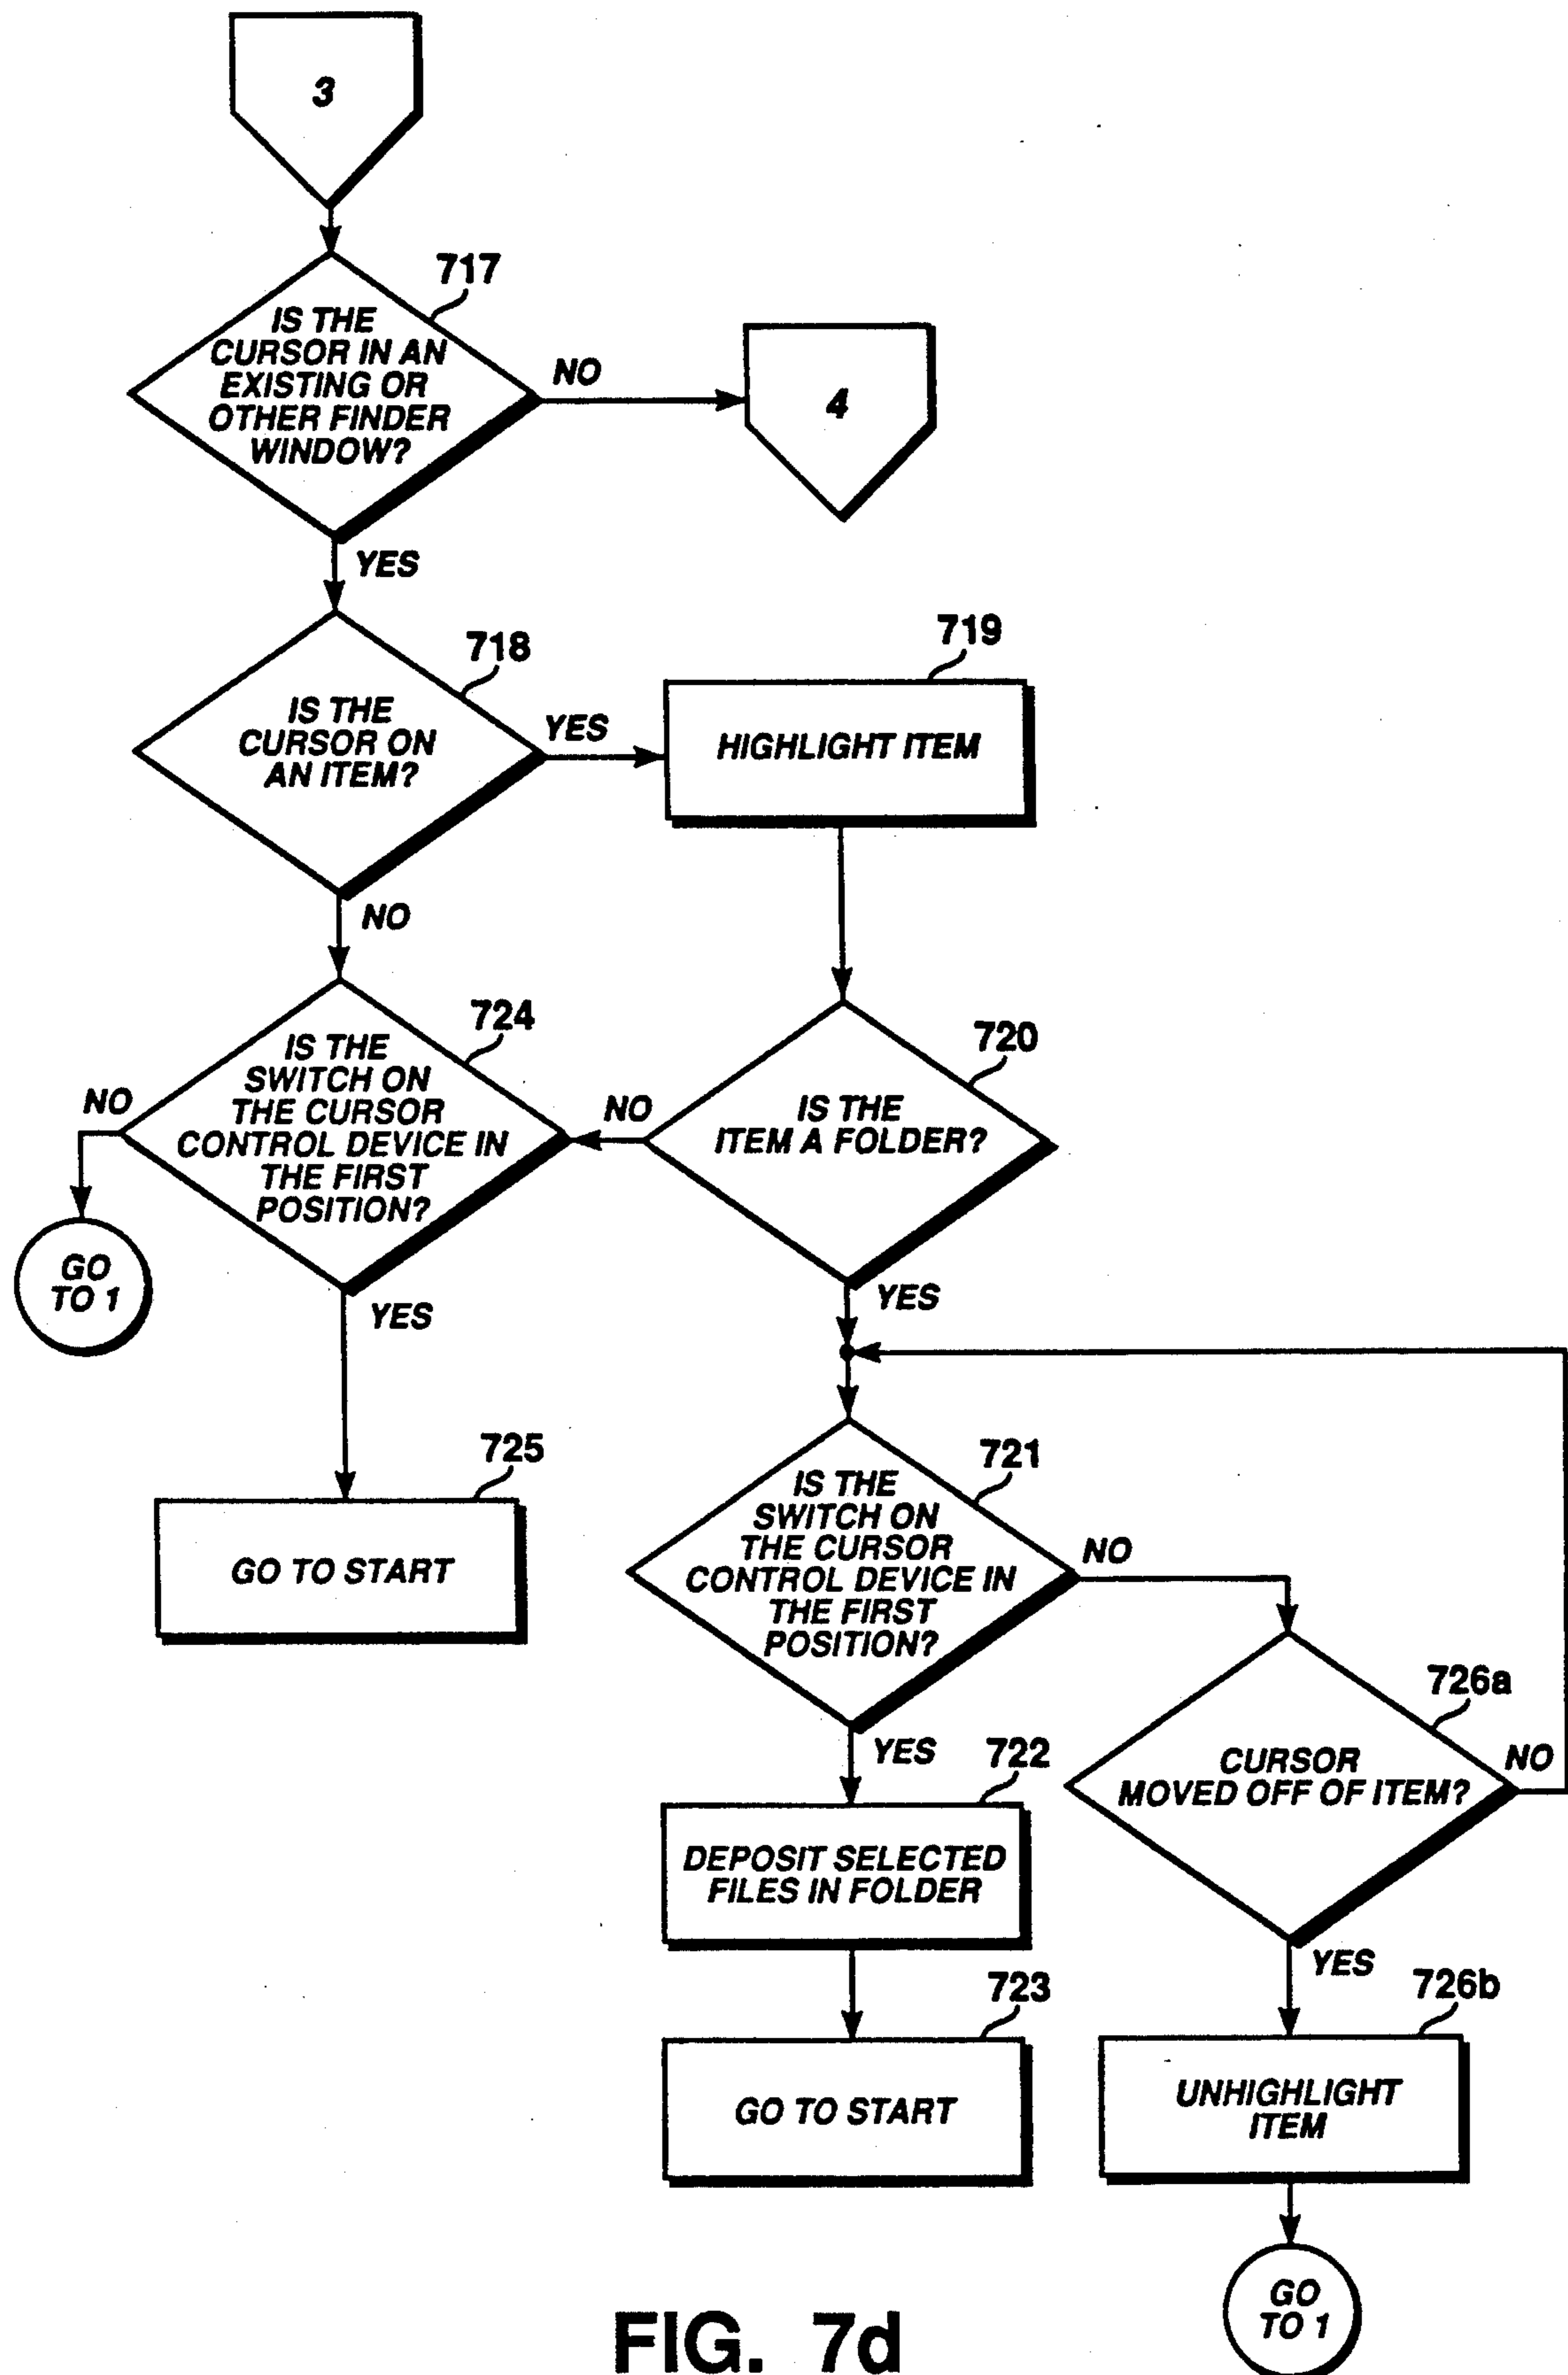 3
717
IS THE
CURSOR IN AN
EXISTING OR
OTHER FINDER
WINDOW?
NO
4
YES
718
IS THE
CURSOR ON
AN ITEM?
YES
719
HIGHLIGHT ITEM
NO
724
IS THE
SWITCH ON
THE CURSOR
CONTROL DEVICE IN
THE FIRST
POSITION?
NO
GO
TO 1
YES
725
GO TO START
720
IS THE
ITEM A FOLDER?
NO
YES
721
IS THE
SWITCH ON
THE CURSOR
CONTROL DEVICE IN
THE FIRST
POSITION?
NO
YES
722
DEPOSIT SELECTED
FILES IN FOLDER
723
GO TO START
726a
CURSOR
MOVED OFF OF ITEM?
NO
YES
726b
UNHIGHLIGHT
ITEM
GO
TO 1
FIG. 7d